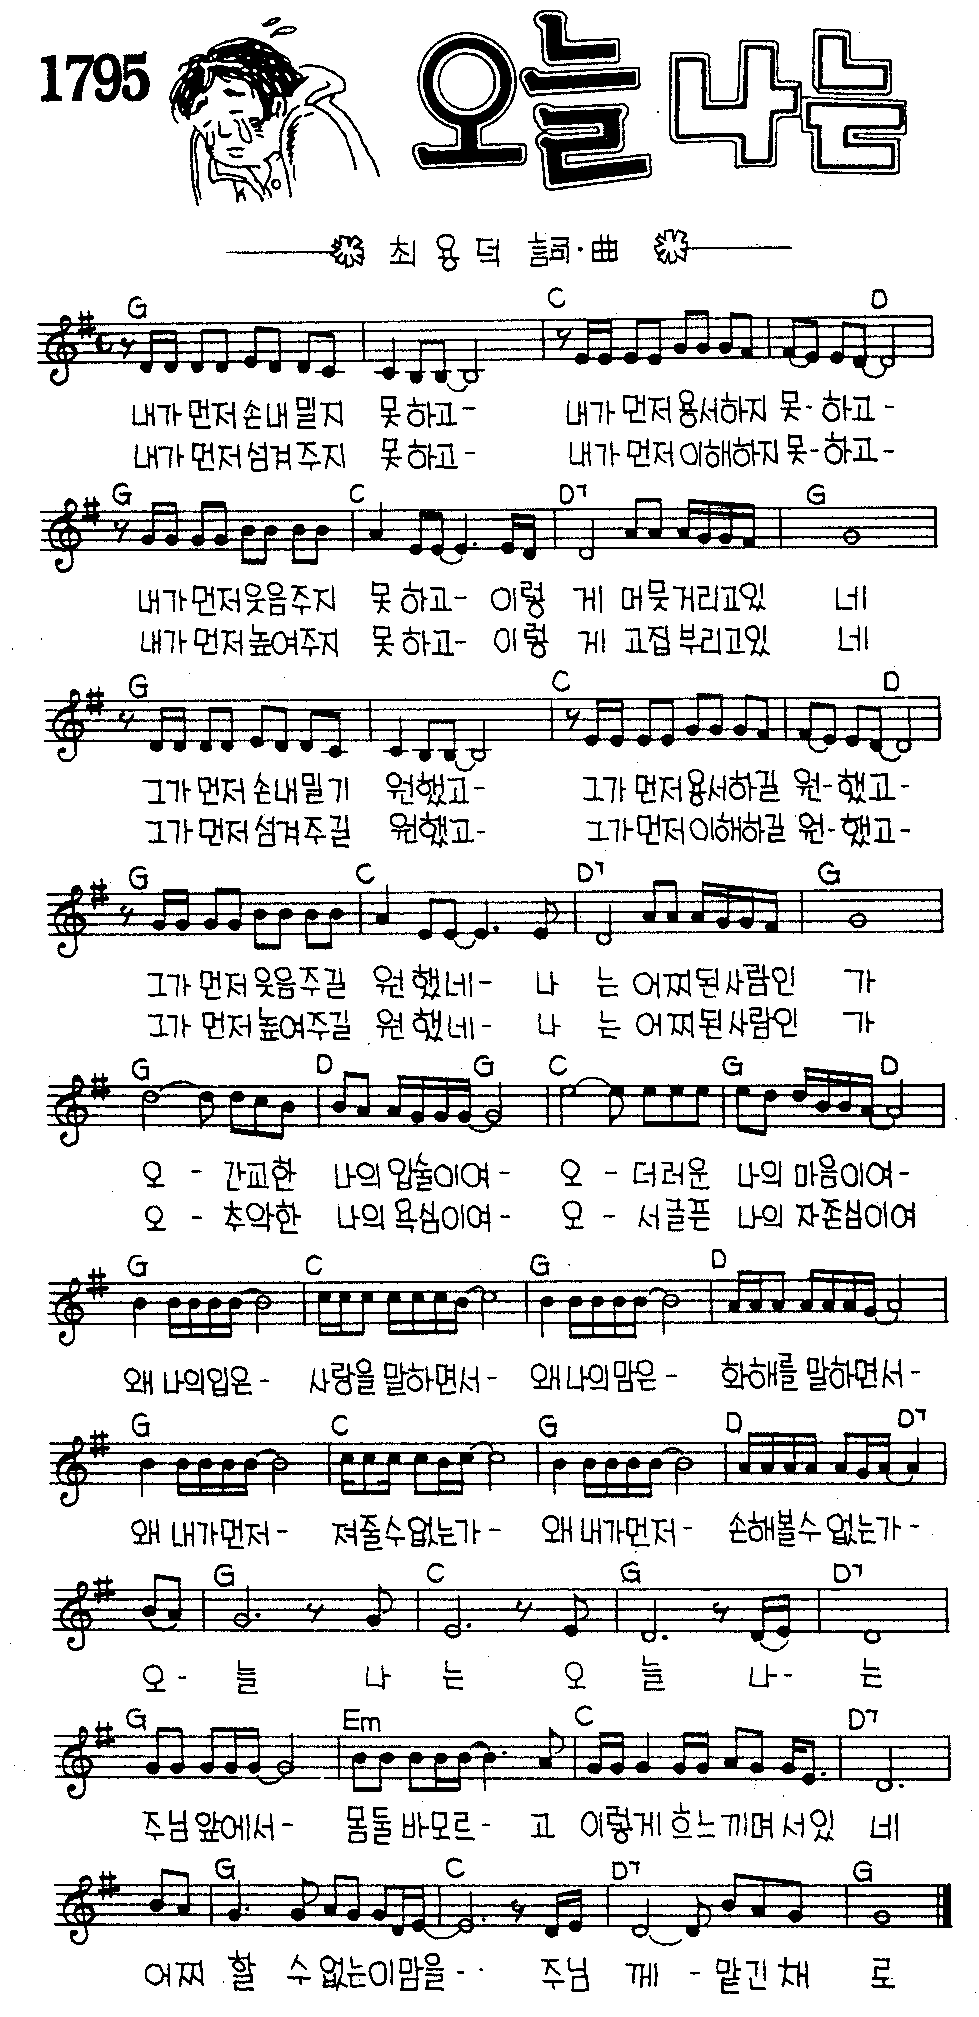 1795
오늘 나는
최 용 덕 詞·曲
G C D
내가 먼저 손내 밀지 못 하고- 내가 먼저 용서하지 못-하고-
내가 먼저 섬겨 주지 못 하고- 내가 먼저 이해하지 못-하고-
G C D7 G
내가 먼저 웃음 주지 못 하고- 이렇 게 머뭇거리고있 네
내가 먼저 높여주지 못 하고- 이렇 게 고집부리고있 네
G C D
그가 먼저 손내 밀기 원했고- 그가 먼저 용서하길 원-했고-
그가 먼저 섬겨 주길 원했고- 그가 먼저 이해하길 원-했고-
G C D7 G
그가 먼저 웃음 주길 원 했네- 나 는 어찌된사람인 가
그가 먼저 높여주길 원 했네- 나 는 어찌된사람인 가
G D G C G D
오 - 간교한 나의 입술이여- 오 - 더러운 나의 마음이여-
오 - 추악한 나의 욕심이여- 오 - 서글픈 나의 자존심이여
G C G D
왜 나의입은- 사랑을 말하면서- 왜 나의맘은- 화해를 말하면서-
G C G D D7
왜 내가먼저- 져줄수없는가- 왜 내가먼저- 손해볼수 없는가-
G C G D7
오- 늘 나 는 오 늘 나- 는
G Em C D7
주님 앞에서- 몸둘 바모르- 고 이렇게 흐느끼며 서있 네
G C D7 G
어찌 할 수 없는이맘을-- 주님 께 -맡긴 채 로